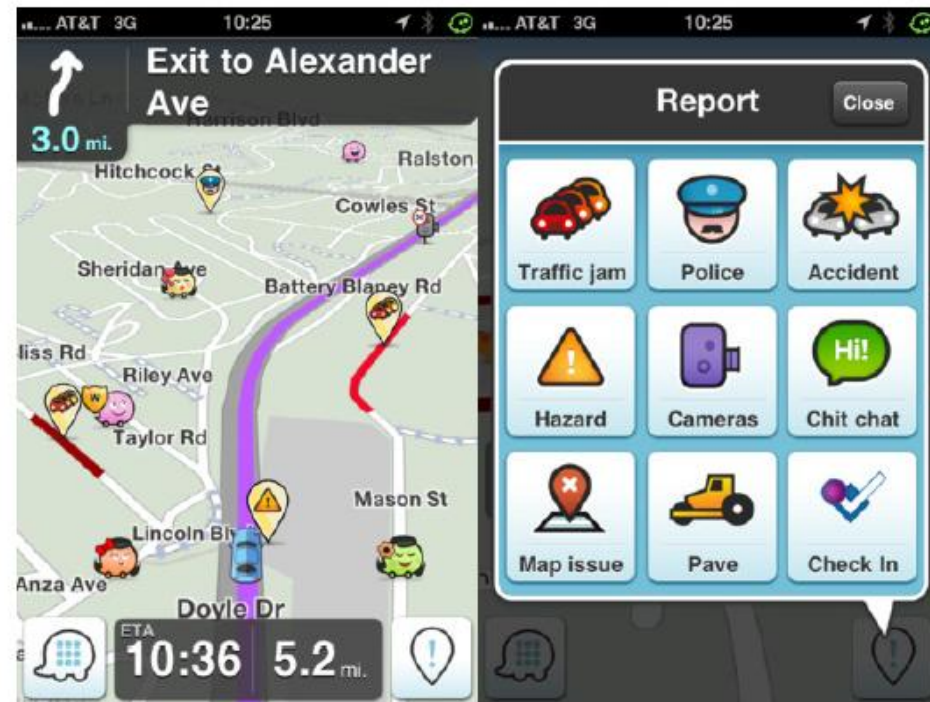 AT&T 3G 10:25
Exit to Alexander
Ave
3.0 mi.
Harrison Blvd
Hitchcock St
Ralston
Cowles St
Sheridan Ave
Battery Blaney Rd
liss Rd
Riley Ave
W
Taylor Rd
Mason St
Lincoln Blv
Anza Ave
Doyle Dr
ETA
10:36 5.2 mi.
AT&T 3G 10:25
Report Close
Traffic jam Police Accident
Hi!
Hazard Cameras Chit chat
Map issue Pave Check In